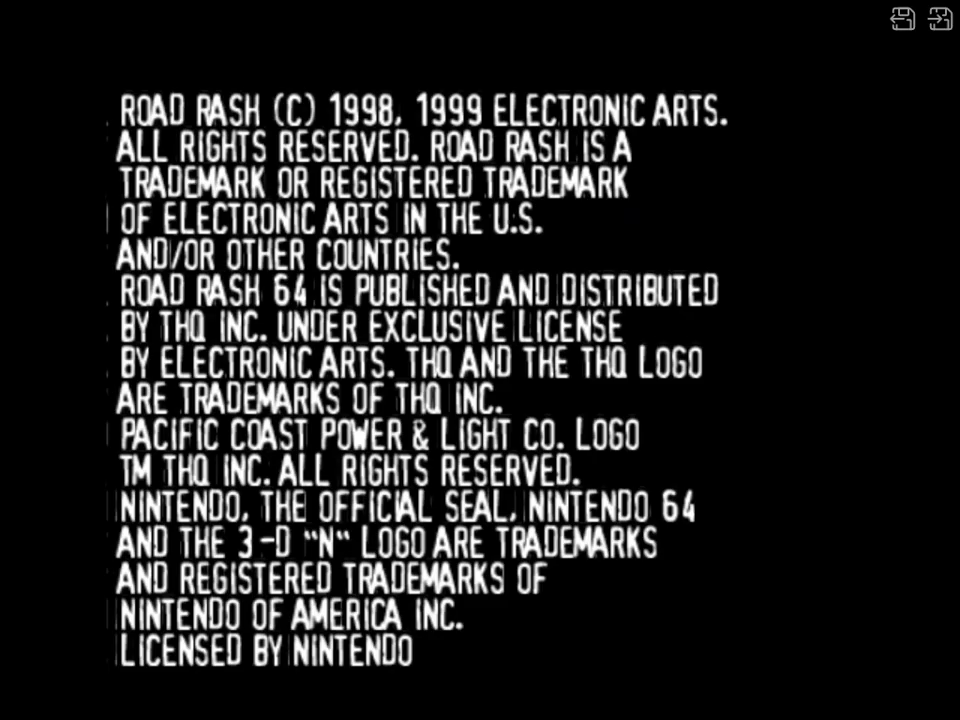 ROAD RASH (C) 1998, 1999 ELECTRONIC ARTS.
ALL RIGHTS RESERVED. ROAD RASH IS A
TRADEMARK OR REGISTERED TRADEMARK
OF ELECTRONIC ARTS IN THE U.S.
AND/OR OTHER COUNTRIES.
ROAD RASH 64 IS PUBLISHED AND DISTRIBUTED
BY THQ INC. UNDER EXCLUSIVE LICENSE
BY ELECTRONIC ARTS. THQ AND THE THQ LOGO
ARE TRADEMARKS OF THQ INC.
PACIFIC COAST POWER & LIGHT CO. LOGO
TM THQ INC. ALL RIGHTS RESERVED.
NINTENDO, THE OFFICIAL SEAL, NINTENDO 64
AND THE 3-D "N" LOGO ARE TRADEMARKS
AND REGISTERED TRADEMARKS OF
NINTENDO OF AMERICA INC.
LICENSED BY NINTENDO